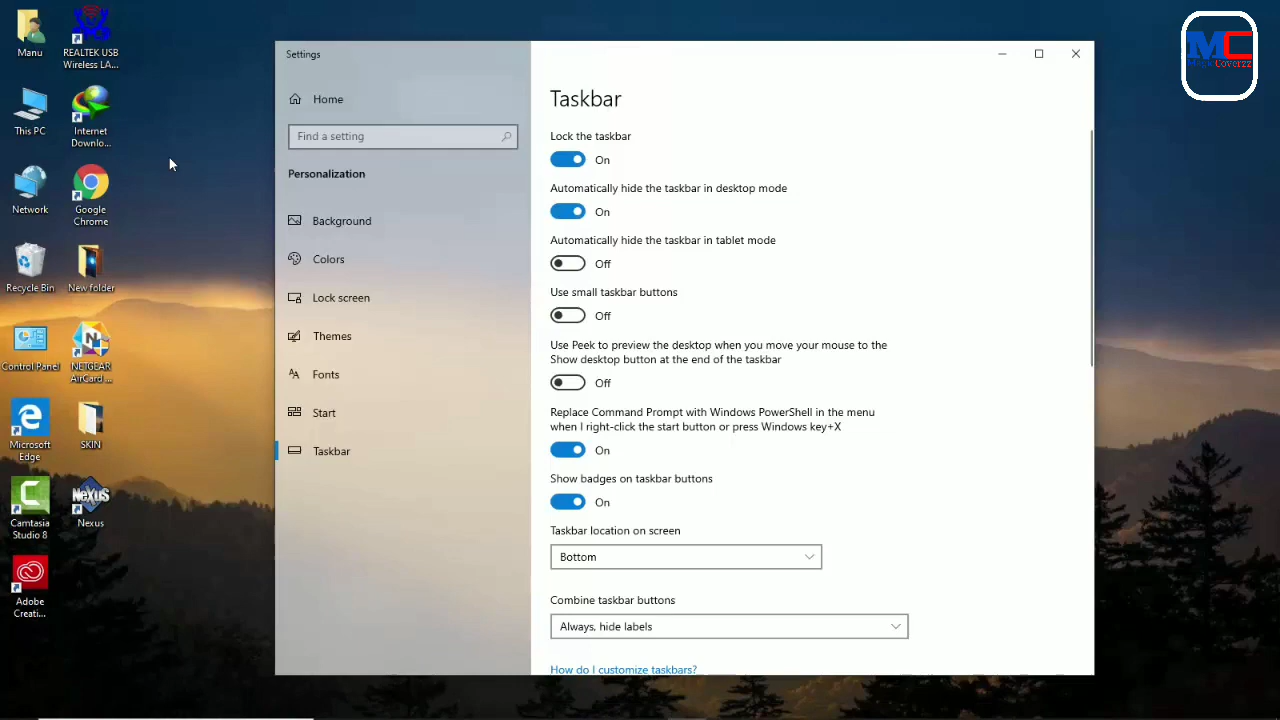 Manu
REALTEK USB
Wireless LA...
This PC
Internet
Downlo...
Network
Google
Chrome
Recycle Bin
New folder
Control Panel
NETGEAR
AirCard ...
Microsoft
Edge
SKIN
Camtasia
Studio 8
Nexus
Adobe
Creati...
Settings
Home
Find a setting
Personalization
Background
Colors
Lock screen
Themes
Fonts
Start
Taskbar
Taskbar
Lock the taskbar
On
Automatically hide the taskbar in desktop mode
On
Automatically hide the taskbar in tablet mode
Off
Use small taskbar buttons
Off
Use Peek to preview the desktop when you move your mouse to the
Show desktop button at the end of the taskbar
Off
Replace Command Prompt with Windows PowerShell in the menu
when I right-click the start button or press Windows key+X
On
Show badges on taskbar buttons
On
Taskbar location on screen
Bottom
Combine taskbar buttons
Always, hide labels
How do I customize taskbars?
MC
Magic Coverzz